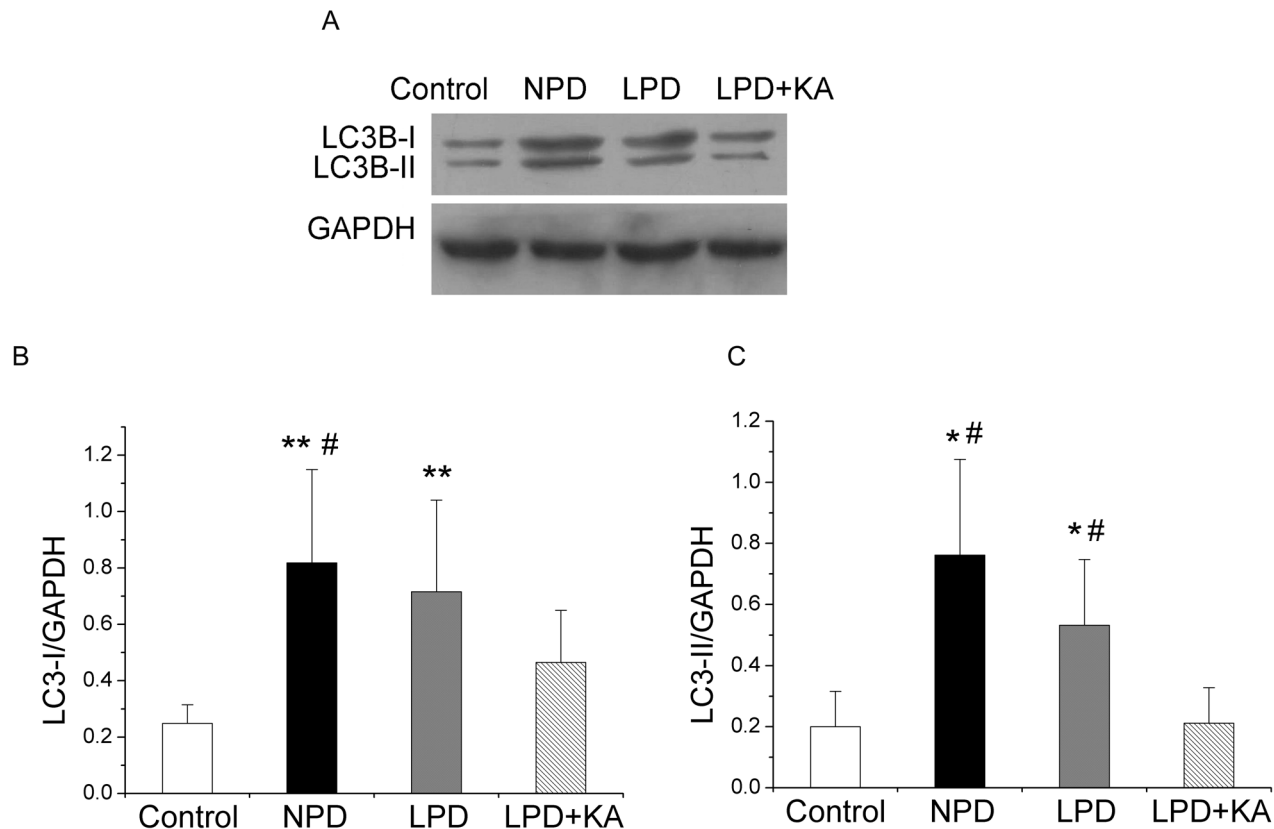 A
Control NPD LPD LPD+KA
LC3B-I
LC3B-II
GAPDH
B
LC3-I/GAPDH
1.2
1.0
0.8
0.6
0.4
0.2
0.0
** #
**
Control NPD LPD LPD+KA
C
LC3-II/GAPDH
1.2
1.0
0.8
0.6
0.4
0.2
0.0
* #
* #
Control NPD LPD LPD+KA